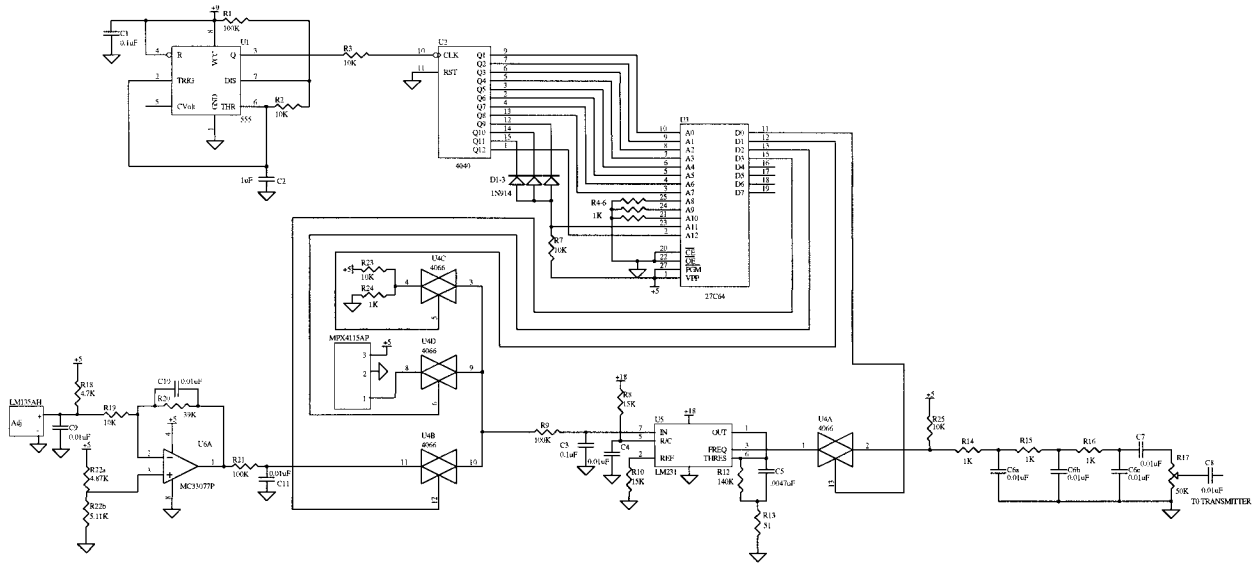 +9
R1
100K
C1
0.1uF
U1
4
R
8
VCC
Q
3
2
TRIG
DIS
7
5
CVolt
GND
1
THR
6
555
R2
10K
1uF
C2
R3
10K
U2
10
CLK
11
RST
Q1
9
Q2
7
Q3
6
Q4
5
Q5
3
Q6
2
Q7
4
Q8
13
Q9
12
Q10
14
Q11
15
Q12
1
4040
D1-3
1N914
R4-6
1K
R7
10K
U3
10
A0
9
A1
8
A2
7
A3
6
A4
5
A5
4
A6
3
A7
25
A8
24
A9
21
A10
23
A11
2
A12
20
CE
22
OE
27
PGM
1
VPP
D0
11
D1
12
D2
13
D3
15
D4
16
D5
17
D6
18
D7
19
+5
27C64
+5
R23
10K
R24
1K
U4C
4066
4
3
5
MPX4115AP
3
+5
2
1
U4D
4066
8
9
6
U4B
4066
11
10
12
LM135AH
Adj
+
-
+5
R18
4.7K
C9
0.01uF
R19
10K
C10
0.01uF
R20
39K
+5
4
U6A
2
3
1
8
MC33077P
+5
R22a
4.87K
R22b
5.11K
R21
100K
0.01uF
C11
R9
100K
C3
0.1uF
+18
R8
15K
C4
0.01uF
R10
15K
U5
+18
7
IN
5
R/C
2
REF
OUT
1
FREQ
3
THRES
6
LM231
R12
140K
C5
.0047uF
R13
51
U4A
4066
1
2
13
+5
R25
10K
R14
1K
R15
1K
R16
1K
C6a
0.01uF
C6b
0.01uF
C6c
0.01uF
C7
0.01uF
R17
50K
C8
0.01uF
TO TRANSMITTER